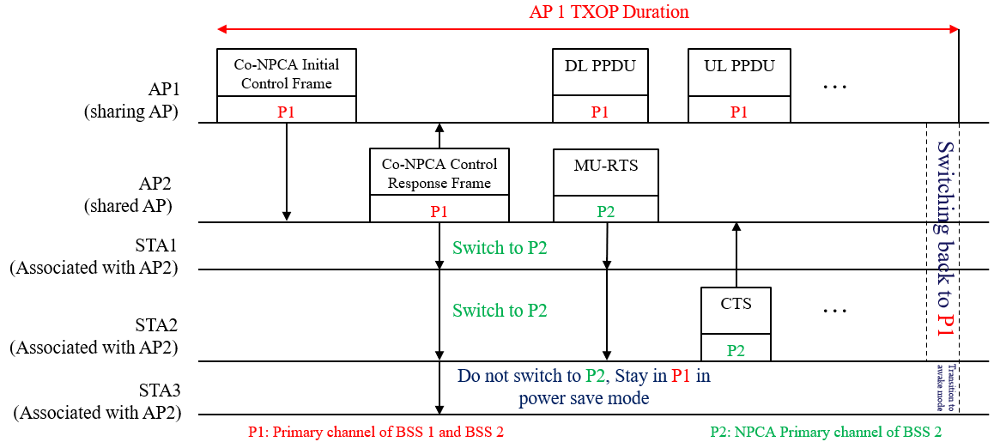 AP 1 TXOP Duration
Co-NPCA Initial
Control Frame
P1
DL PPDU
P1
UL PPDU
P1
...
AP1
(sharing AP)
Co-NPCA Control
Response Frame
P1
MU-RTS
P2
AP2
(shared AP)
STA1
(Associated with AP2)
Switch to P2
Switch to P2
CTS
P2
...
STA2
(Associated with AP2)
Switching back to P1
Do not switch to P2, Stay in P1 in
power save mode
STA3
(Associated with AP2)
Transition to
awake mode
P1: Primary channel of BSS 1 and BSS 2
P2: NPCA Primary channel of BSS 2